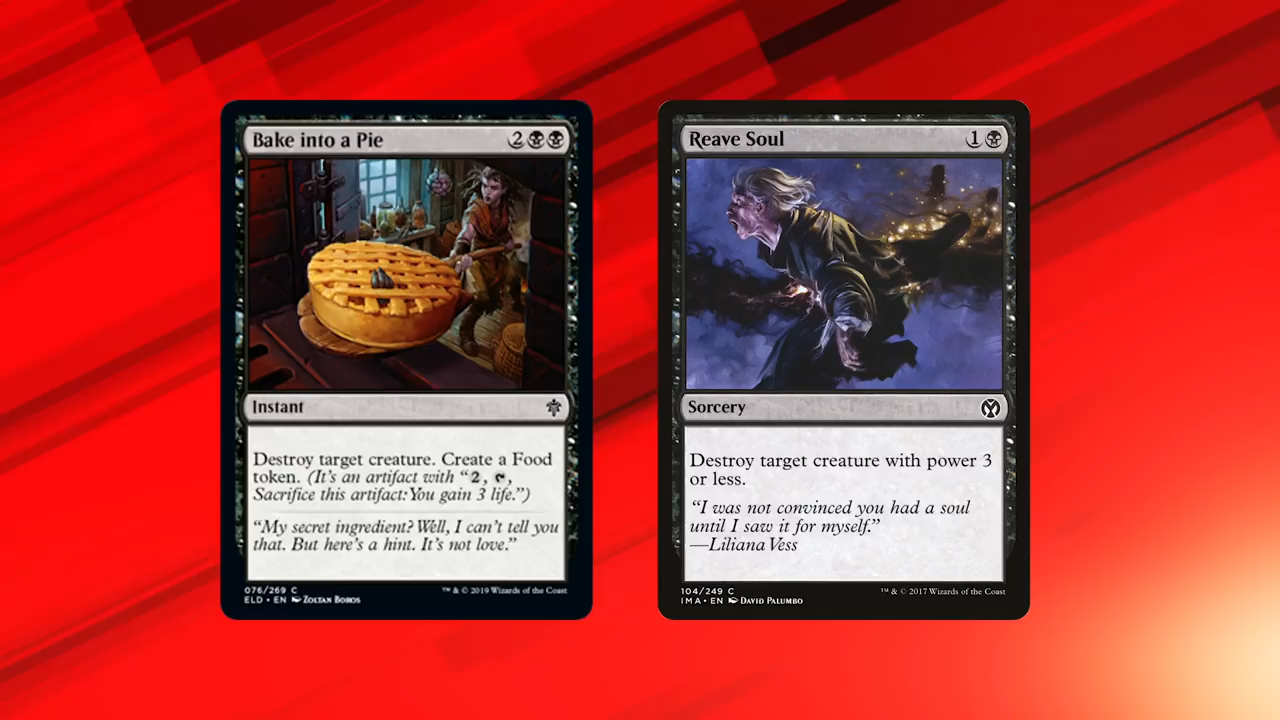 Bake into a Pie 2
Instant
Destroy target creature. Create a Food
token. (It's an artifact with “2, ,
Sacrifice this artifact: You gain 3 life.”)
“My secret ingredient? Well, I can't tell you
that. But here's a hint. It's not love.”
076/269 C
ELD • EN Zoltan Boros
™ & © 2019 Wizards of the Coast
Reave Soul 1
Sorcery
Destroy target creature with power 3
or less.
“I was not convinced you had a soul
until I saw it for myself.”
—Liliana Vess
104/249 C
IMA • EN David Palumbo
™ & © 2017 Wizards of the Coast